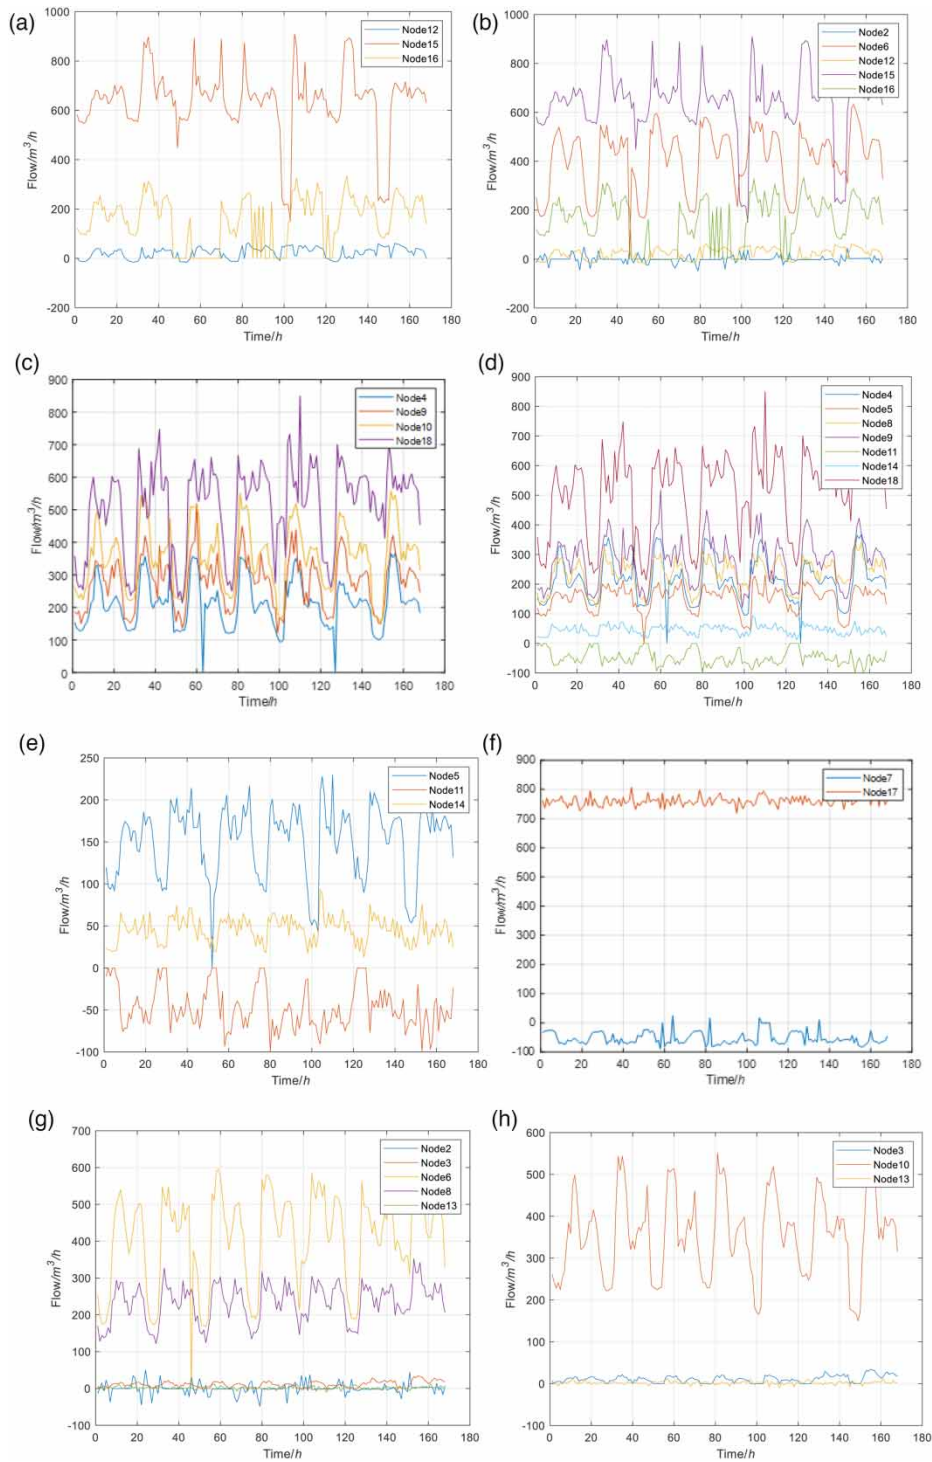 (a)
1000
800
600
400
200
0
-200
Flow/m³/h
0 20 40 60 80 100 120 140 160 180
Time/h
Node12
Node15
Node16
(b)
1000
800
600
400
200
0
-200
Flow/m³/h
0 20 40 60 80 100 120 140 160 180
Time/h
Node2
Node6
Node12
Node15
Node16
(c)
900
800
700
600
500
400
300
200
100
0
Flow/m³/h
0 20 40 60 80 100 120 140 160 180
Time/h
Node4
Node9
Node10
Node18
(d)
900
800
700
600
500
400
300
200
100
0
-100
Flow/m³/h
0 20 40 60 80 100 120 140 160 180
Time/h
Node4
Node5
Node8
Node9
Node11
Node14
Node18
(e)
250
200
150
100
50
0
-50
-100
Flow/m³/h
0 20 40 60 80 100 120 140 160 180
Time/h
Node5
Node11
Node14
(f)
900
800
700
600
500
400
300
200
100
0
-100
Flow/m³/h
0 20 40 60 80 100 120 140 160 180
Time/h
Node7
Node17
(g)
700
600
500
400
300
200
100
0
-100
Flow/m³/h
0 20 40 60 80 100 120 140 160 180
Time/h
Node2
Node3
Node6
Node8
Node13
(h)
600
500
400
300
200
100
0
-100
Flow/m³/h
0 20 40 60 80 100 120 140 160 180
Time/h
Node3
Node10
Node13